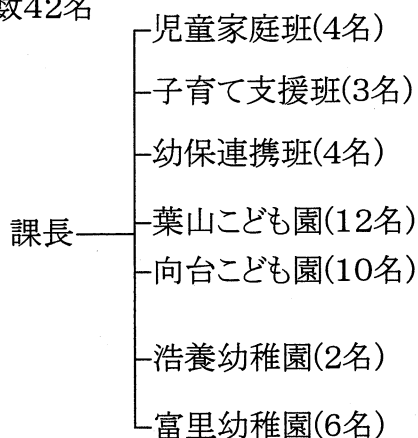 数42名
児童家庭班(4名)
子育て支援班(3名)
幼保連携班(4名)
課長
葉山こども園(12名)
向台こども園(10名)
浩養幼稚園(2名)
富里幼稚園(6名)